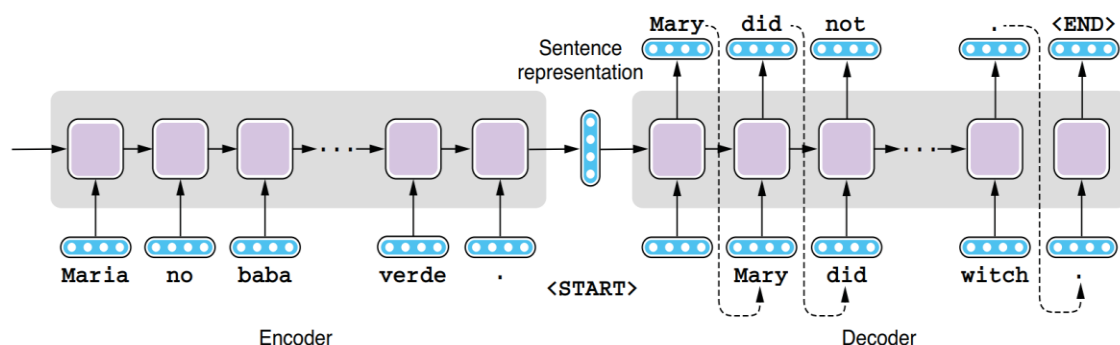 Mary did not . <END>
Sentence
representation
... ...
Maria no baba verde .
<START>
Mary did witch .
Encoder Decoder